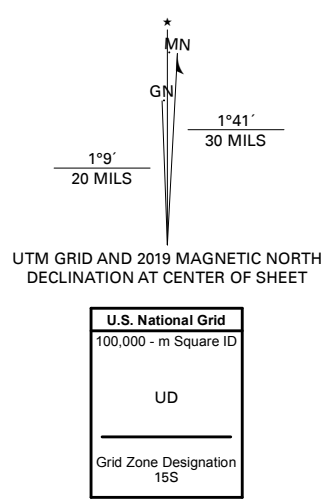 ★
MN
GN
1°41´
30 MILS
1°9´
20 MILS
UTM GRID AND 2019 MAGNETIC NORTH
DECLINATION AT CENTER OF SHEET
U.S. National Grid
100,000 - m Square ID
UD
Grid Zone Designation
15S